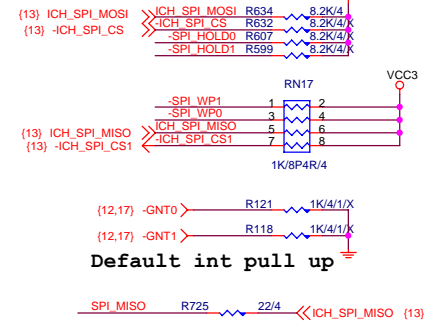 {13} ICH_SPI_MOSI ICH_SPI_MOSI R634 8.2K/4
{13} -ICH_SPI_CS -ICH_SPI_CS R632 8.2K/4/X
-SPI_HOLD0 R607 8.2K/4/X
-SPI_HOLD1 R599 8.2K/4/X
RN17 VCC3
-SPI_WP1 1 2
-SPI_WP0 3 4
{13} ICH_SPI_MISO ICH_SPI_MISO 5 6
{13} -ICH_SPI_CS1 -ICH_SPI_CS1 7 8
1K/8P4R/4
{12,17} -GNT0 R121 1K/4/1/X
{12,17} -GNT1 R118 1K/4/1/X
Default int pull up
SPI_MISO R725 22/4 ICH_SPI_MISO {13}